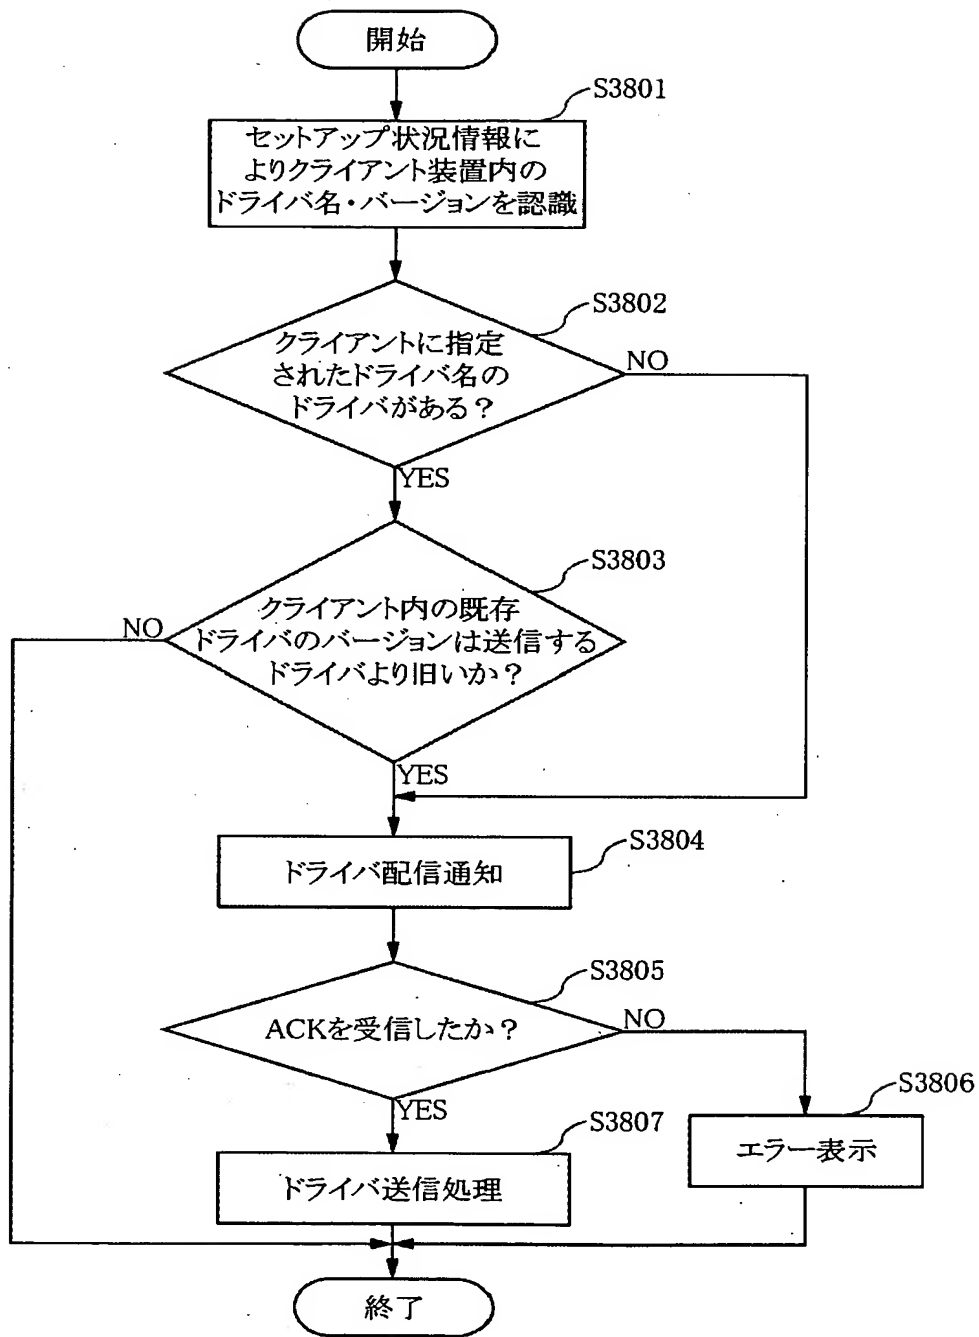 開始
S3801
セットアップ状況情報に
よりクライアント装置内の
ドライバ名・バージョンを認識
S3802
クライアントに指定
されたドライバ名の
ドライバがある？
NO
YES
S3803
クライアント内の既存
ドライバのバージョンは送信する
ドライバより旧いか？
NO
YES
S3804
ドライバ配信通知
S3805
ACKを受信したか？
NO
YES
S3806
エラー表示
S3807
ドライバ送信処理
終了